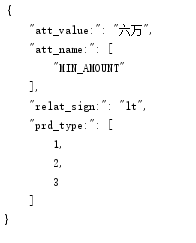 {
"att_value:": "六万",
"att_name": [
"MIN_AMOUNT"
],
"relat_sign:": "lt",
"prd_type": [
1,
2,
3
]
}